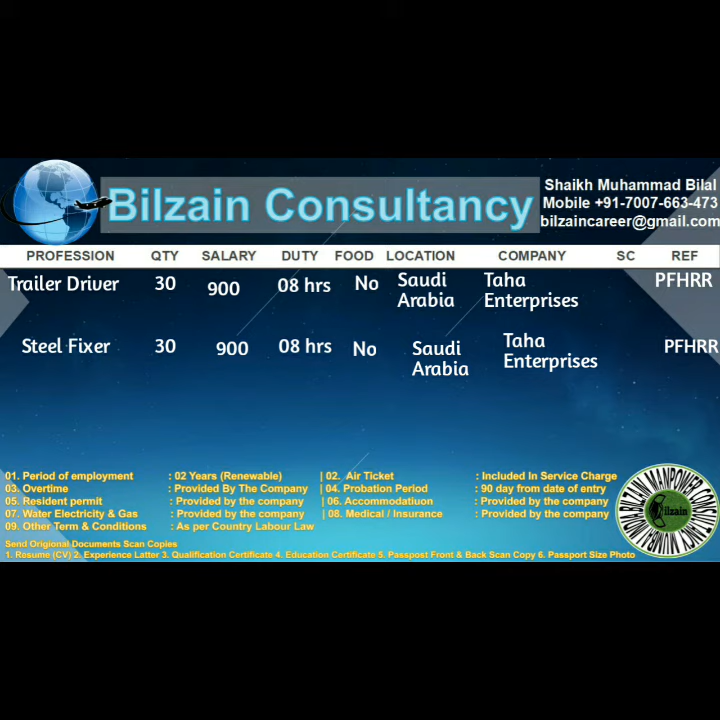 Bilzain Consultancy
Shaikh Muhammad Bilal
Mobile +91-7007-663-473
bilzaincareer@gmail.com
PROFESSION QTY SALARY DUTY FOOD LOCATION COMPANY SC REF
Trailer Driver 30 900 08 hrs No Saudi Arabia Taha Enterprises PFHRR
Steel Fixer 30 900 08 hrs No Saudi Arabia Taha Enterprises PFHRR
01. Period of employment : 02 Years (Renewable) | 02. Air Ticket : Included In Service Charge
03. Overtime : Provided By The Company | 04. Probation Period : 90 day from date of entry
05. Resident permit : Provided by the company | 06. Accommodatiuon : Provided by the company
07. Water Electricity & Gas : Provided by the company | 08. Medical / Insurance : Provided by the company
09. Other Term & Conditions : As per Country Labour Law
Send Origional Documents Scan Copies
1. Resume (CV) 2. Experience Latter 3. Qualification Certificate 4. Education Certificate 5. Passpost Front & Back Scan Copy 6. Passport Size Photo
Bilzain